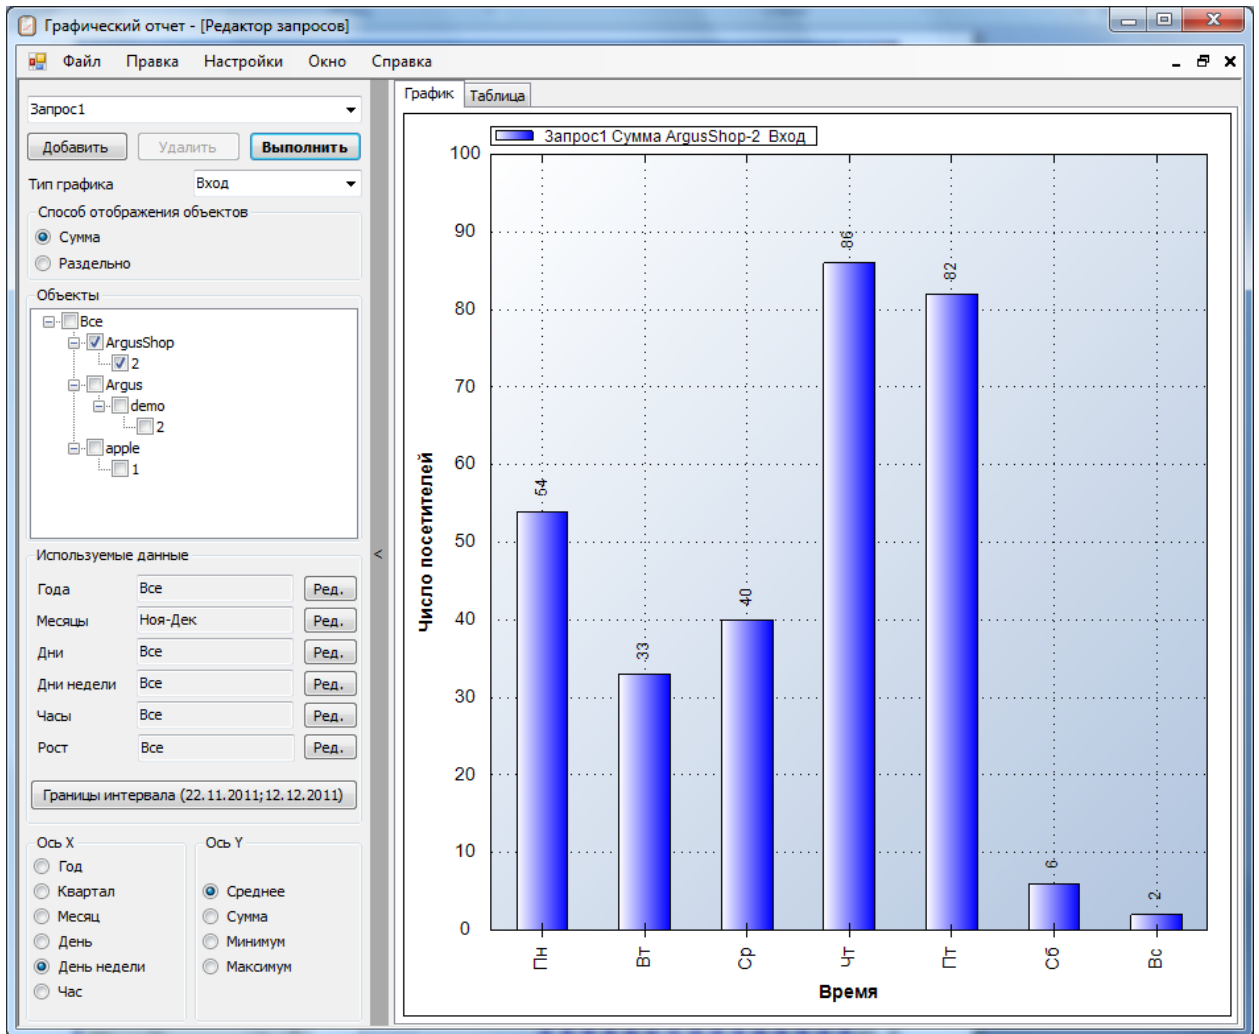 Графический отчет - [Редактор запросов]
Файл Правка Настройки Окно Справка
Запрос1
Добавить Удалить Выполнить
Тип графика Вход
Способ отображения объектов
Сумма
Раздельно
Объекты
Все
ArgusShop
2
Argus
demo
2
apple
1
Используемые данные
Года Все Ред.
Месяцы Ноя-Дек Ред.
Дни Все Ред.
Дни недели Все Ред.
Часы Все Ред.
Рост Все Ред.
Границы интервала (22.11.2011;12.12.2011)
Ось X
Год
Квартал
Месяц
День
День недели
Час
Ось Y
Среднее
Сумма
Минимум
Максимум
<
График Таблица
Запрос1 Сумма ArgusShop-2 Вход
Число посетителей
100
90
80
70
60
50
40
30
20
10
0
54
33
40
86
82
6
2
Пн Вт Ср Чт Пт Сб Вс
Время